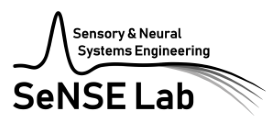 Sensory & Neural
Systems Engineering
SeNSE Lab